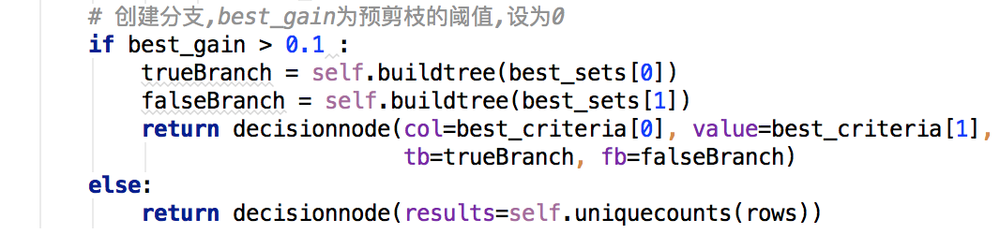 # 创建分支,best_gain为预剪枝的阈值,设为0
if best_gain > 0.1 :
trueBranch = self.buildtree(best_sets[0])
falseBranch = self.buildtree(best_sets[1])
return decisionnode(col=best_criteria[0], value=best_criteria[1],
tb=trueBranch, fb=falseBranch)
else:
return decisionnode(results=self.uniquecounts(rows))